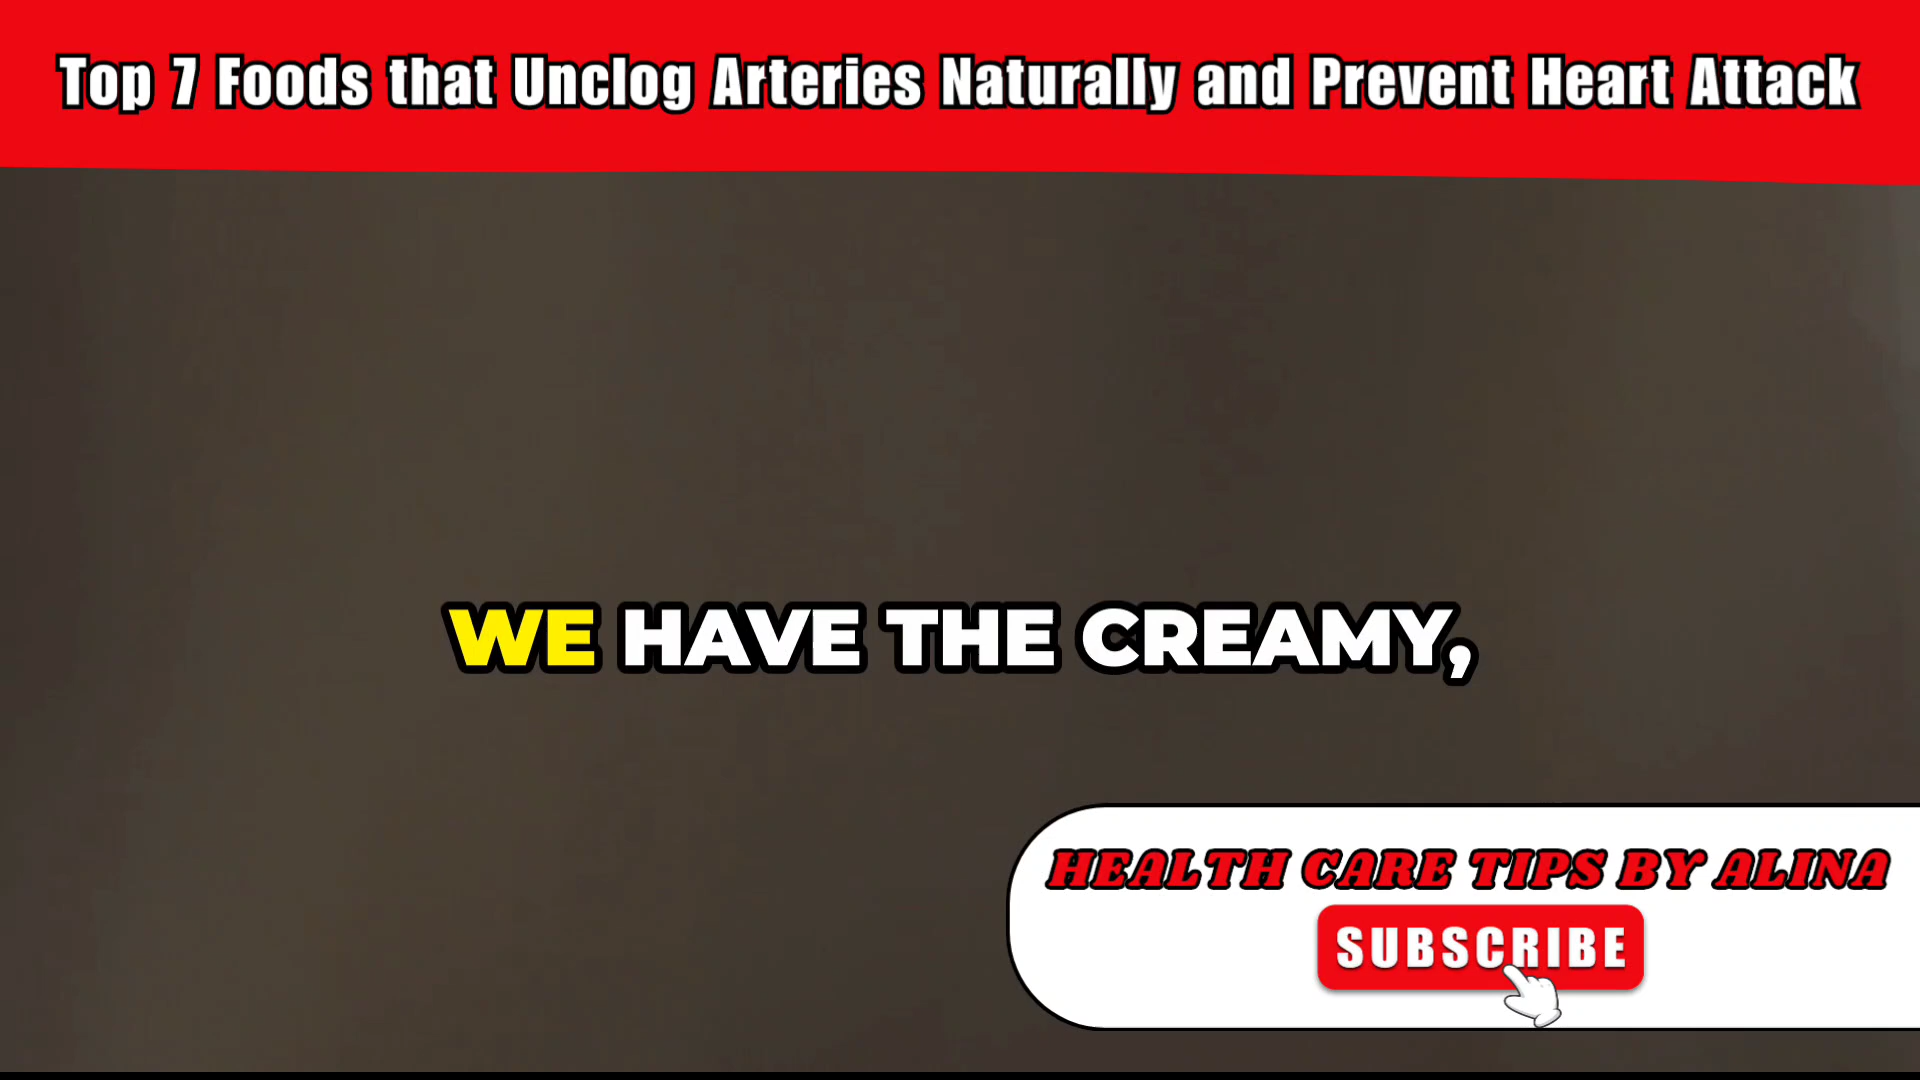 Top 7 Foods that Unclog Arteries Naturally and Prevent Heart Attack
WE HAVE THE CREAMY,
HEALTH CARE TIPS BY ALINA
SUBSCRIBE